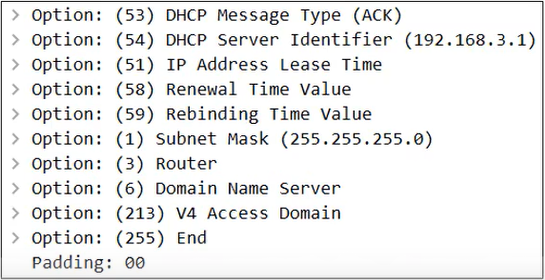 Option: (53) DHCP Message Type (ACK)
Option: (54) DHCP Server Identifier (192.168.3.1)
Option: (51) IP Address Lease Time
Option: (58) Renewal Time Value
Option: (59) Rebinding Time Value
Option: (1) Subnet Mask (255.255.255.0)
Option: (3) Router
Option: (6) Domain Name Server
Option: (213) V4 Access Domain
Option: (255) End
Padding: 00